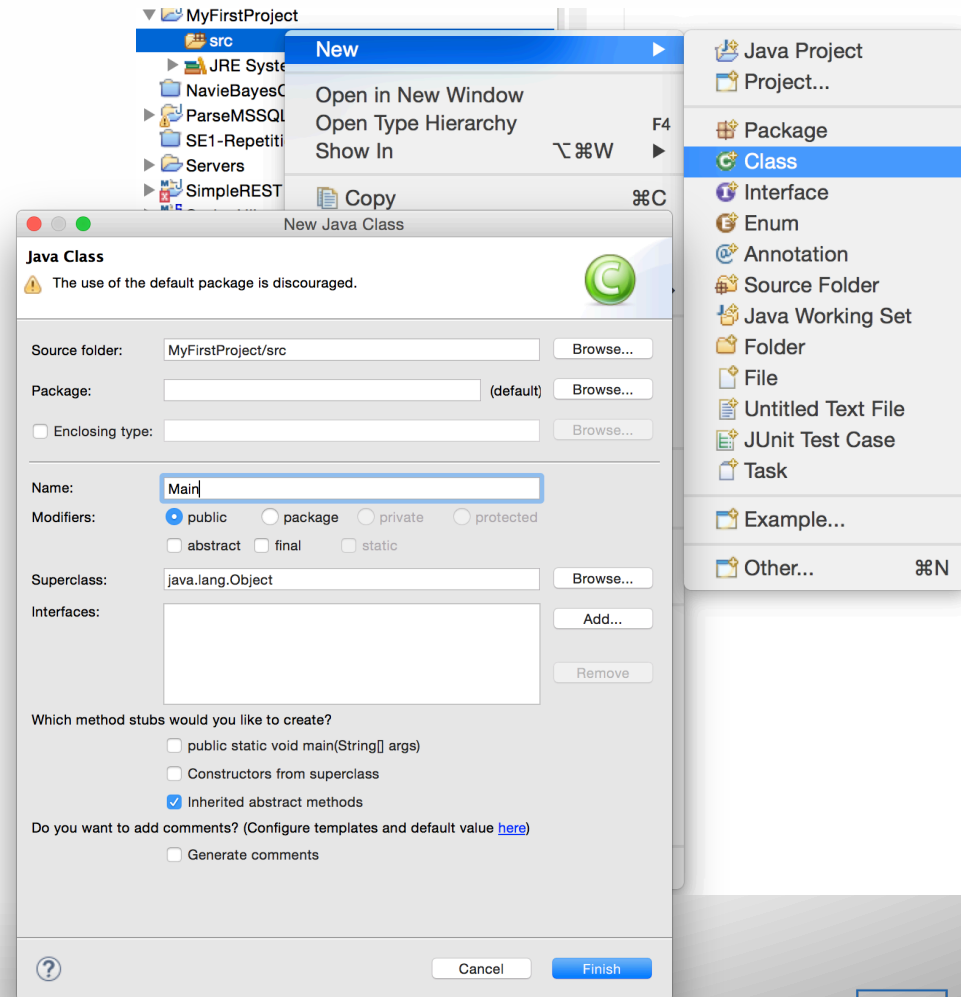 MyFirstProject
src
JRE Syste
NavieBayesC
ParseMSSQL
SE1-Repetiti
Servers
SimpleREST
New
Open in New Window
Open Type Hierarchy F4
Show In ⌥⌘W
Copy ⌘C
Java Project
Project...
Package
Class
Interface
Enum
Annotation
Source Folder
Java Working Set
Folder
File
Untitled Text File
JUnit Test Case
Task
Example...
Other... ⌘N
New Java Class
Java Class
The use of the default package is discouraged.
Source folder: MyFirstProject/src Browse...
Package: (default) Browse...
Enclosing type: Browse...
Name: Main
Modifiers: public package private protected
abstract final static
Superclass: java.lang.Object Browse...
Interfaces: Add...
Remove
Which method stubs would you like to create?
public static void main(String[] args)
Constructors from superclass
Inherited abstract methods
Do you want to add comments? (Configure templates and default value here)
Generate comments
? Cancel Finish